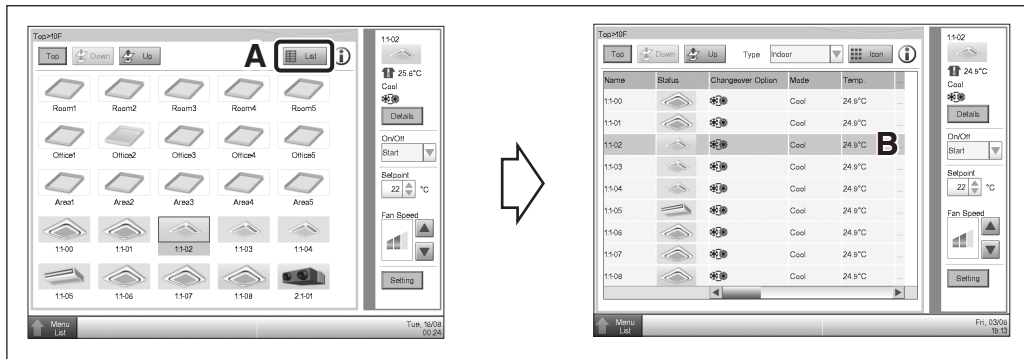 Top>10F
Top Down Up A List
Room1 Room2 Room3 Room4 Room5
Office1 Office2 Office3 Office4 Office5
Area1 Area2 Area3 Area4 Area5
1:1-00 1:1-01 1:1-02 1:1-03 1:1-04
1:1-05 1:1-06 1:1-07 1:1-08 2:1-01
1:1-02
25.6°C
Cool
Details
On/Off
Start
Setpoint
22 °C
Fan Speed
Setting
Menu
List
Tue, 16/08
00:24
Top>10F
Top Down Up Type Indoor Icon
Name Status Changeover Option Mode Temp. ...
1:1-00 Cool 24.9°C ...
1:1-01 Cool 24.9°C ...
1:1-02 Cool 24.9°C B ...
1:1-03 Cool 24.9°C ...
1:1-04 Cool 24.9°C ...
1:1-05 Cool 24.9°C ...
1:1-06 Cool 24.9°C ...
1:1-07 Cool 24.9°C ...
1:1-08 Cool 24.9°C ...
1:1-02
24.9°C
Cool
Details
On/Off
Start
Setpoint
22 °C
Fan Speed
Setting
Menu
List
Fri, 03/06
19:13